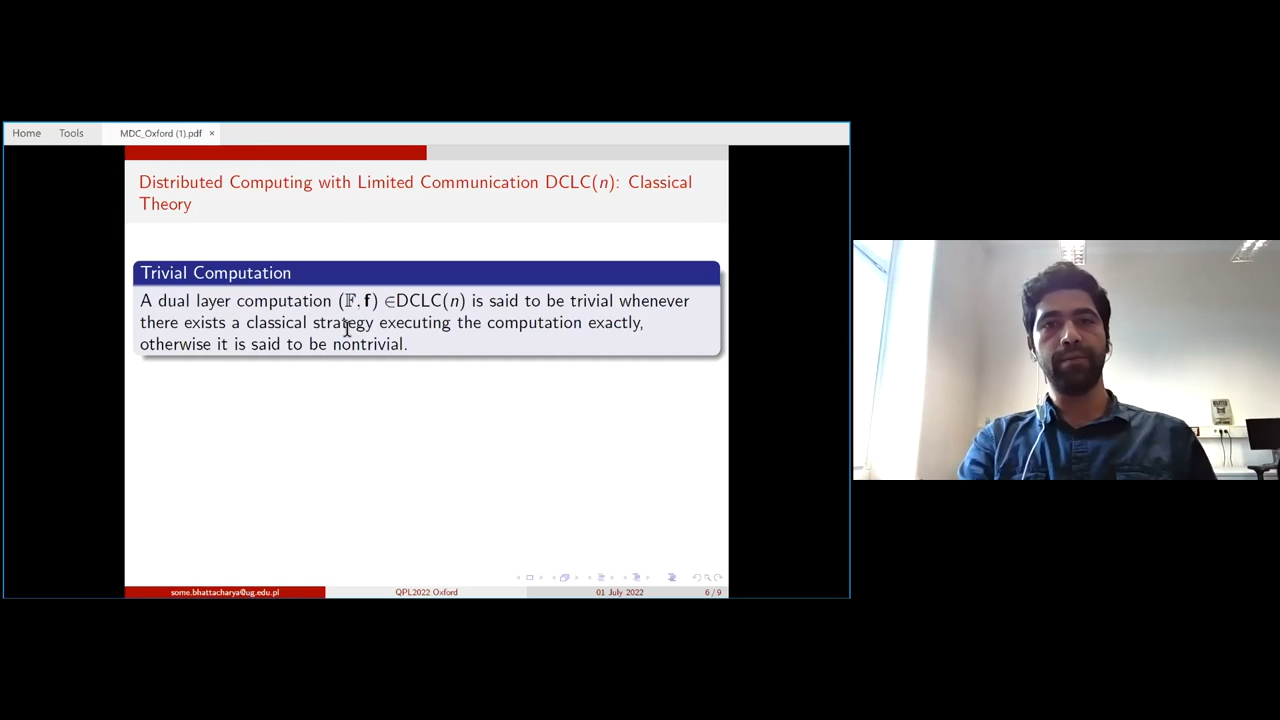 Home Tools MDC_Oxford (1).pdf ×
Distributed Computing with Limited Communication DCLC(n): Classical
Theory
Trivial Computation
A dual layer computation (𝔽, f) ∈DCLC(n) is said to be trivial whenever
there exists a classical strategy executing the computation exactly,
otherwise it is said to be nontrivial.
some.bhattacharya@ug.edu.pl QPL2022 Oxford 01 July 2022 6 / 9